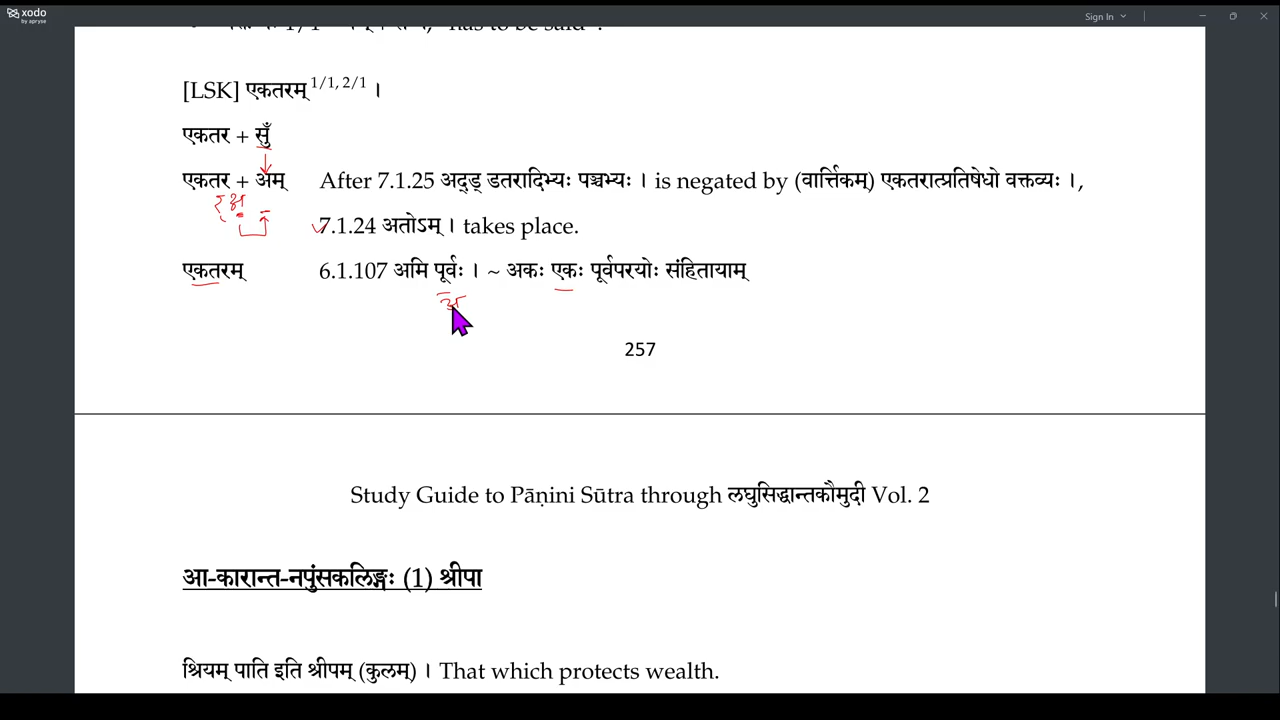 xodo
by apryse
Sign In
[LSK] एकतरम् 1/1, 2/1 ।
एकतर + सुँ
एकतर + अम् After 7.1.25 अद्ड् डतरादिभ्यः पञ्चभ्यः । is negated by (वार्त्तिकम्) एकतरात्प्रतिषेधो वक्तव्यः ।,
र् अ
7.1.24 अतोऽम् । takes place.
एकतरम् 6.1.107 अमि पूर्वः । ~ अकः एकः पूर्वपरयोः संहितायाम्
अ
257
Study Guide to Pāṇini Sūtra through लघुसिद्धान्तकौमुदी Vol. 2
आ-कारान्त-नपुंसकलिङ्गः (1) श्रीपा
श्रियम् पाति इति श्रीपम् (कुलम्) । That which protects wealth.